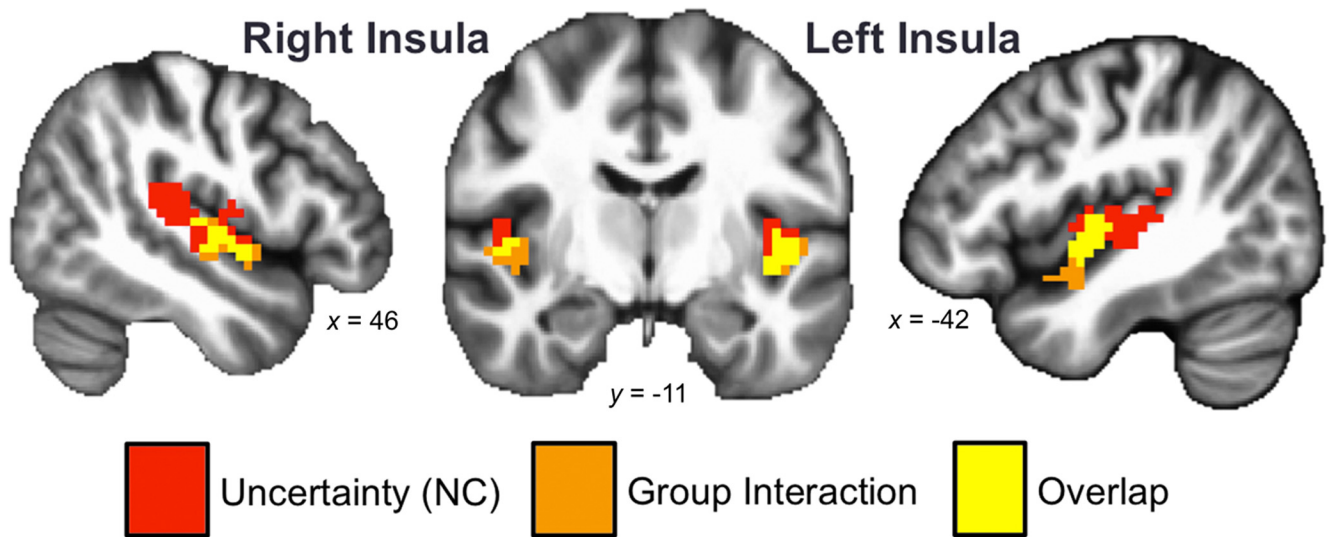 Right Insula
Left Insula
x = 46
x = -42
y = -11
Uncertainty (NC)
Group Interaction
Overlap